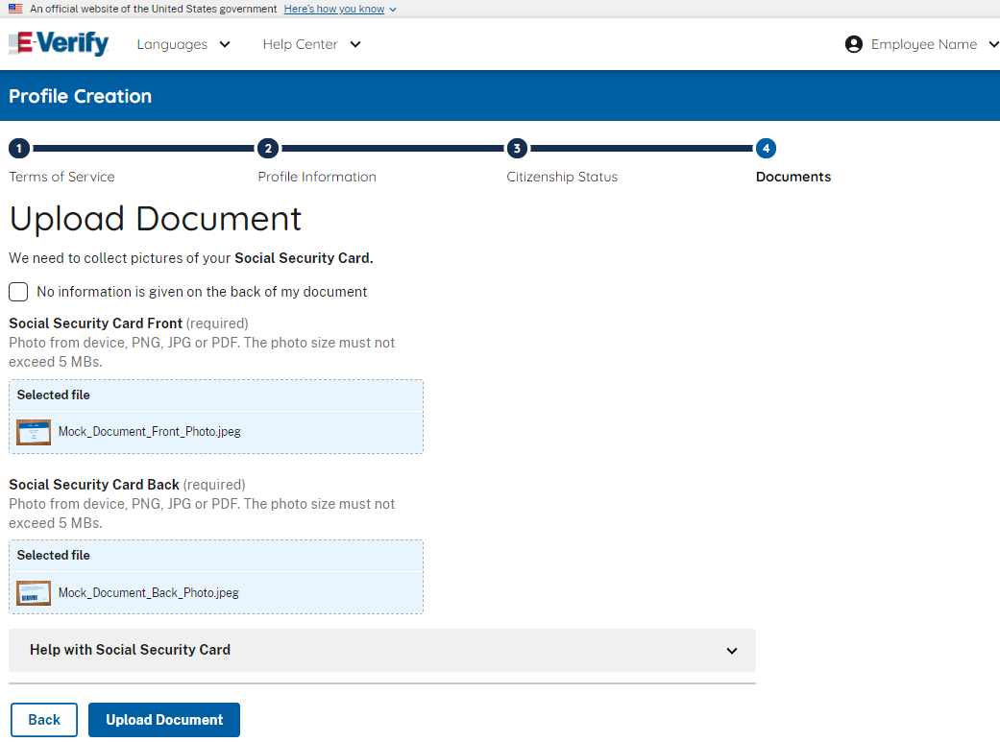 An official website of the United States government Here's how you know
E-Verify Languages Help Center Employee Name
Profile Creation
1 2 3 4
Terms of Service Profile Information Citizenship Status Documents
Upload Document
We need to collect pictures of your Social Security Card.
No information is given on the back of my document
Social Security Card Front (required)
Photo from device, PNG, JPG or PDF. The photo size must not
exceed 5 MBs.
Selected file
Mock_Document_Front_Photo.jpeg
Social Security Card Back (required)
Photo from device, PNG, JPG or PDF. The photo size must not
exceed 5 MBs.
Selected file
Mock_Document_Back_Photo.jpeg
Help with Social Security Card
Back Upload Document